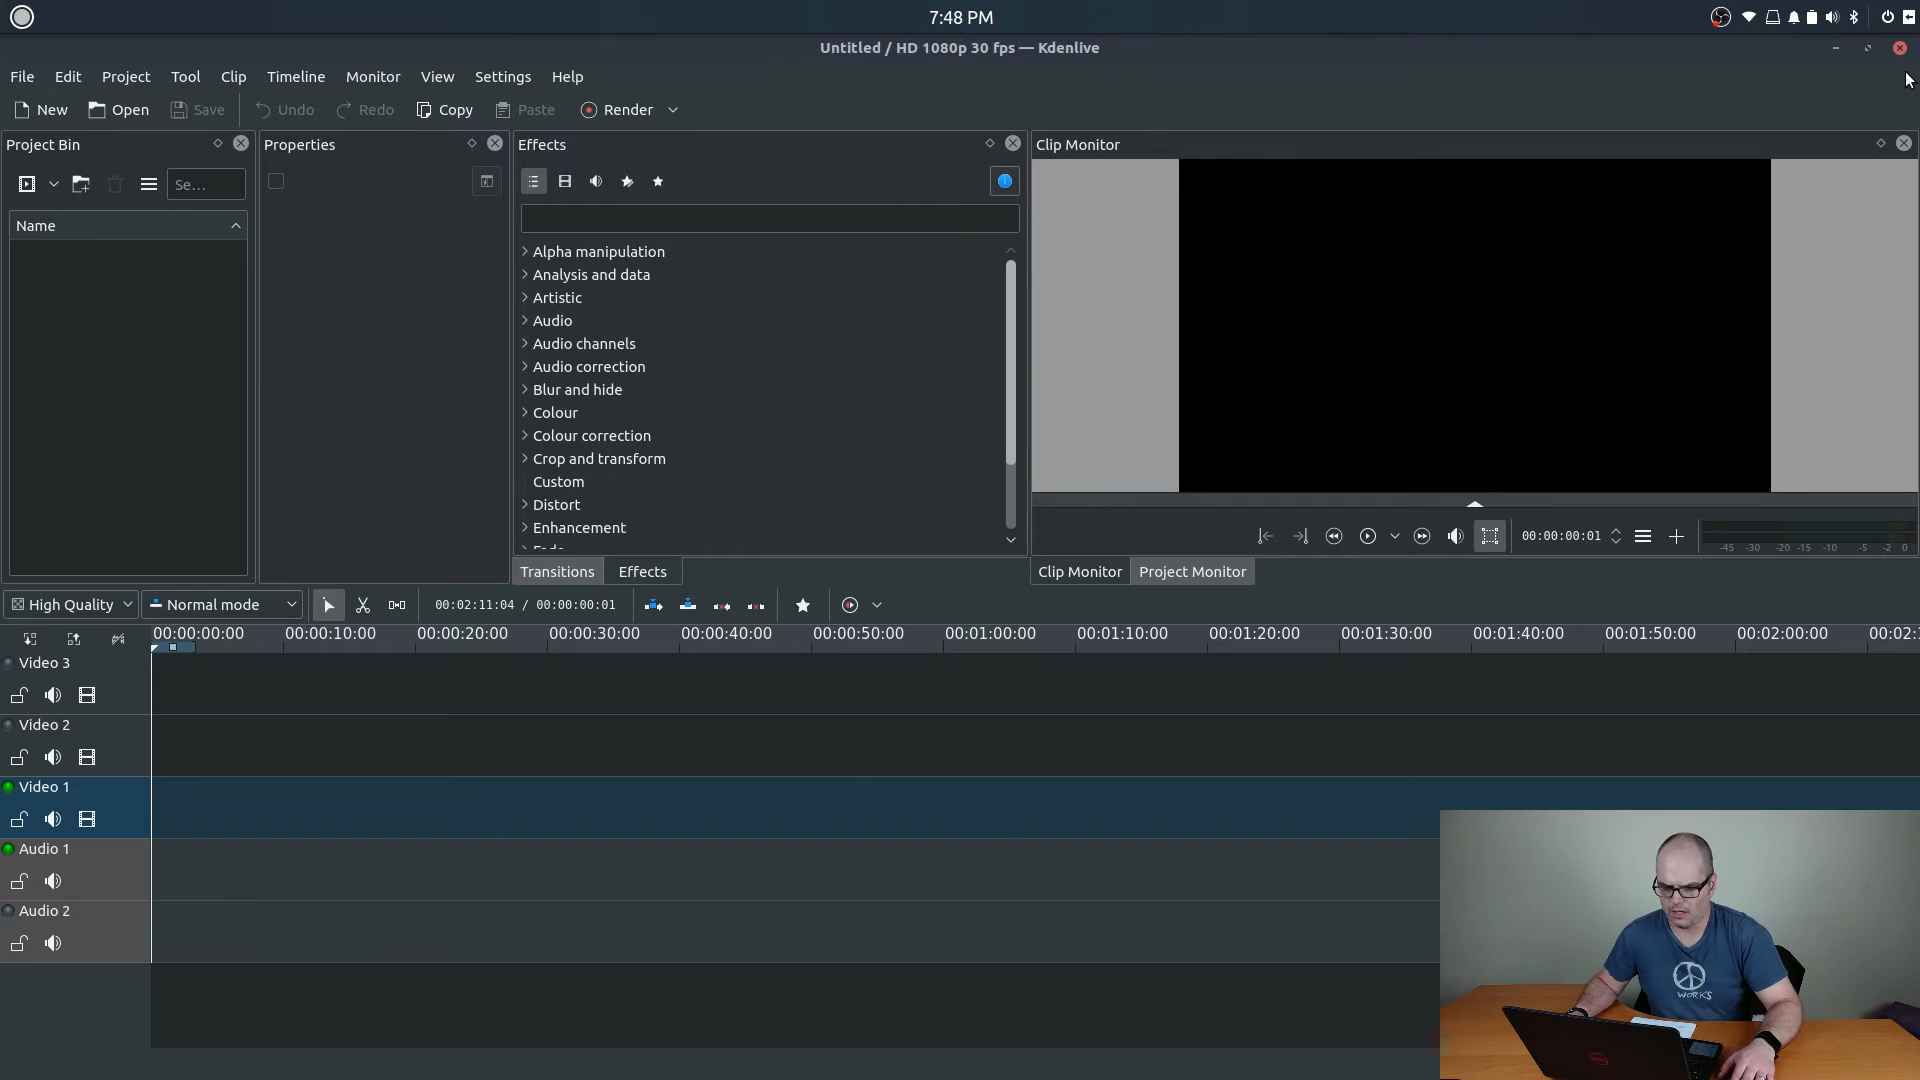 7:48 PM
Untitled / HD 1080p 30 fps — Kdenlive
File Edit Project Tool Clip Timeline Monitor View Settings Help
New Open Save Undo Redo Copy Paste Render
Project Bin
Properties
Effects
Clip Monitor
Se...
Name
Alpha manipulation
Analysis and data
Artistic
Audio
Audio channels
Audio correction
Blur and hide
Colour
Colour correction
Crop and transform
Custom
Distort
Enhancement
00:00:00:01
-45 -30 -20 -15 -10 -5 -2 0
Transitions Effects
Clip Monitor Project Monitor
High Quality Normal mode 00:02:11:04 / 00:00:00:01
00:00:00:00 00:00:10:00 00:00:20:00 00:00:30:00 00:00:40:00 00:00:50:00 00:01:00:00 00:01:10:00 00:01:20:00 00:01:30:00 00:01:40:00 00:01:50:00 00:02:00:00 00:02:1
Video 3
Video 2
Video 1
Audio 1
Audio 2
WORKS